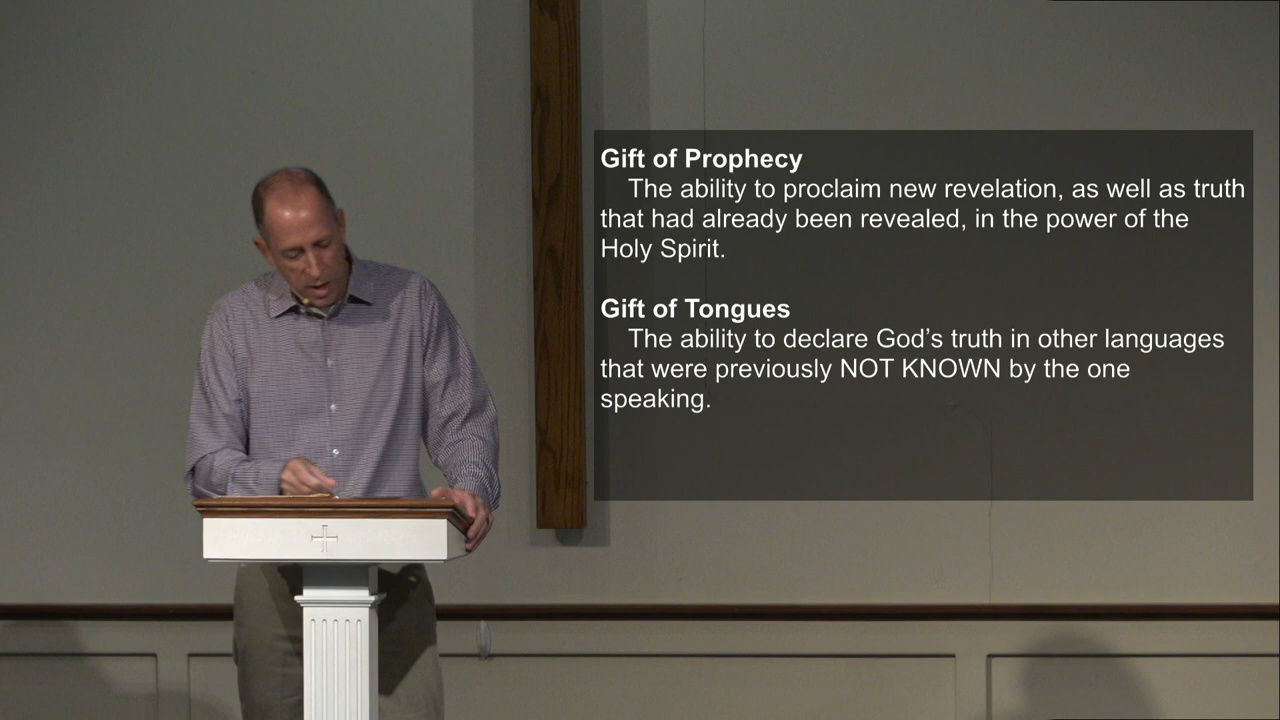 Gift of Prophecy
The ability to proclaim new revelation, as well as truth
that had already been revealed, in the power of the
Holy Spirit.
Gift of Tongues
The ability to declare God’s truth in other languages
that were previously NOT KNOWN by the one
speaking.